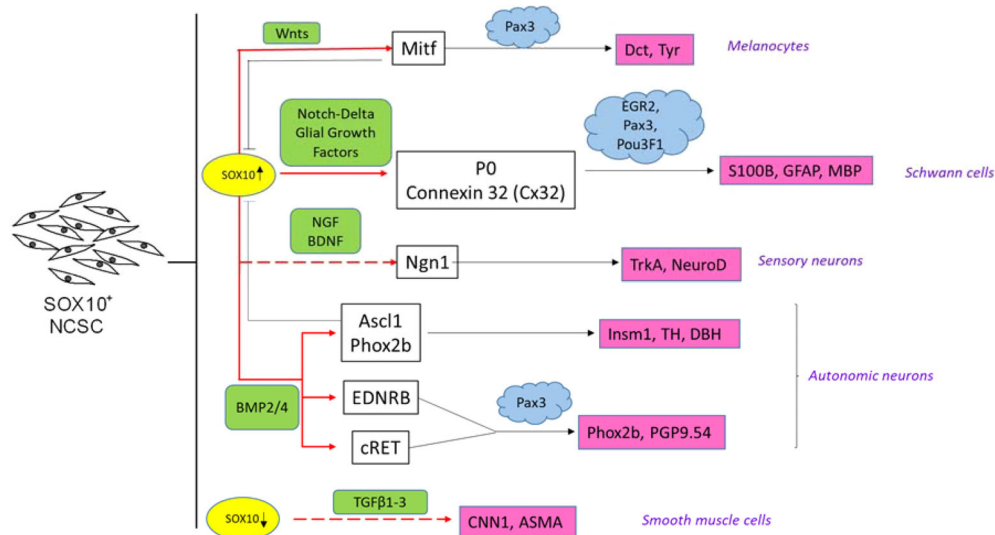 Wnts
Mitf
Pax3
Dct, Tyr
Melanocytes
Notch-Delta
Glial Growth
Factors
SOX10
P0
Connexin 32 (Cx32)
EGR2,
Pax3,
Pou3F1
S100B, GFAP, MBP
Schwann cells
NGF
BDNF
Ngn1
TrkA, NeuroD
Sensory neurons
SOX10⁺
NCSC
Ascl1
Phox2b
Insm1, TH, DBH
Autonomic neurons
BMP2/4
EDNRB
cRET
Pax3
Phox2b, PGP9.54
SOX10
TGFβ1-3
CNN1, ASMA
Smooth muscle cells